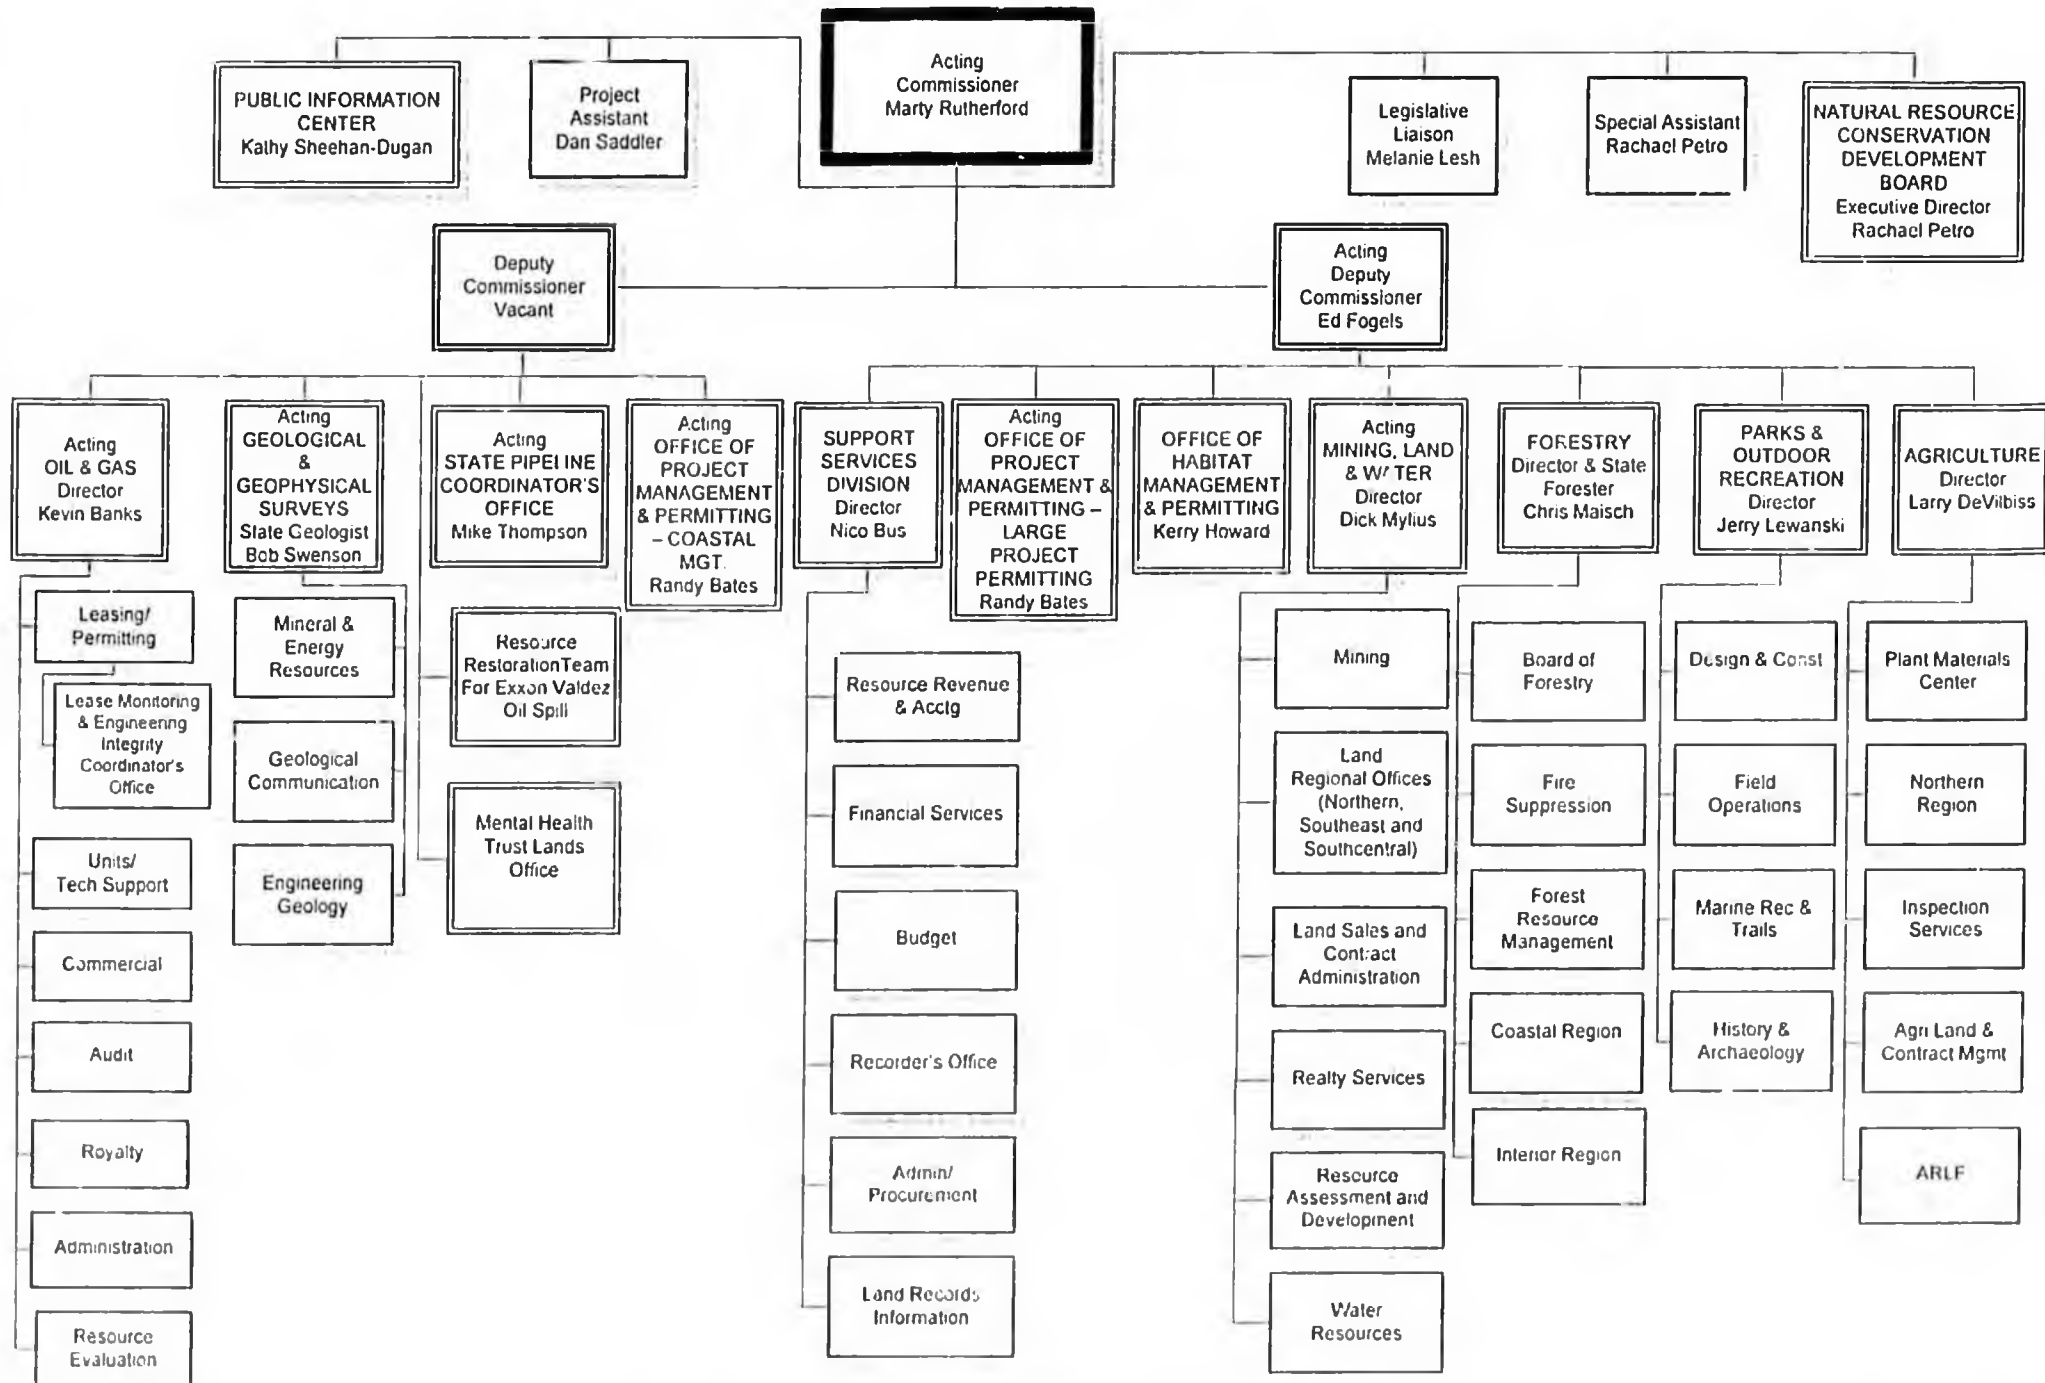 Acting
Commissioner
Marty Rutherford
PUBLIC INFORMATION
CENTER
Kathy Sheehan-Dugan
Project
Assistant
Dan Saddler
Legislative
Liaison
Melanie Lesh
Special Assistant
Rachael Petro
NATURAL RESOURCE
CONSERVATION
DEVELOPMENT
BOARD
Executive Director
Rachael Petro
Deputy
Commissioner
Vacant
Acting
Deputy
Commissioner
Ed Fogels
Acting
OIL & GAS
Director
Kevin Banks
Acting
GEOLOGICAL
&
GEOPHYSICAL
SURVEYS
State Geologist
Bob Swenson
Acting
STATE PIPELINE
COORDINATOR'S
OFFICE
Mike Thompson
Acting
OFFICE OF
PROJECT
MANAGEMENT
& PERMITTING
– COASTAL
MGT.
Randy Bates
SUPPORT
SERVICES
DIVISION
Director
Nico Bus
Acting
OFFICE OF
PROJECT
MANAGEMENT &
PERMITTING –
LARGE
PROJECT
PERMITTING
Randy Bates
OFFICE OF
HABITAT
MANAGEMENT
& PERMITTING
Kerry Howard
Acting
MINING, LAND
& WATER
Director
Dick Mylius
FORESTRY
Director & State
Forester
Chris Maisch
PARKS &
OUTDOOR
RECREATION
Director
Jerry Lewanski
AGRICULTURE
Director
Larry DeVilbiss
Leasing/
Permitting
Lease Monitoring
& Engineering
Integrity
Coordinator's
Office
Units/
Tech Support
Commercial
Audit
Royalty
Administration
Resource
Evaluation
Mineral &
Energy
Resources
Geological
Communication
Engineering
Geology
Resource
RestorationTeam
For Exxon Valdez
Oil Spill
Mental Health
Trust Lands
Office
Resource Revenue
& Acctg
Financial Services
Budget
Recorder's Office
Admin/
Procurement
Land Records
Information
Mining
Land
Regional Offices
(Northern,
Southeast and
Southcentral)
Land Sales and
Contract
Administration
Realty Services
Resource
Assessment and
Development
Water
Resources
Board of
Forestry
Fire
Suppression
Forest
Resource
Management
Coastal Region
Interior Region
Design & Const
Field
Operations
Marine Rec &
Trails
History &
Archaeology
Plant Materials
Center
Northern
Region
Inspection
Services
Agri Land &
Contract Mgmt
ARLF